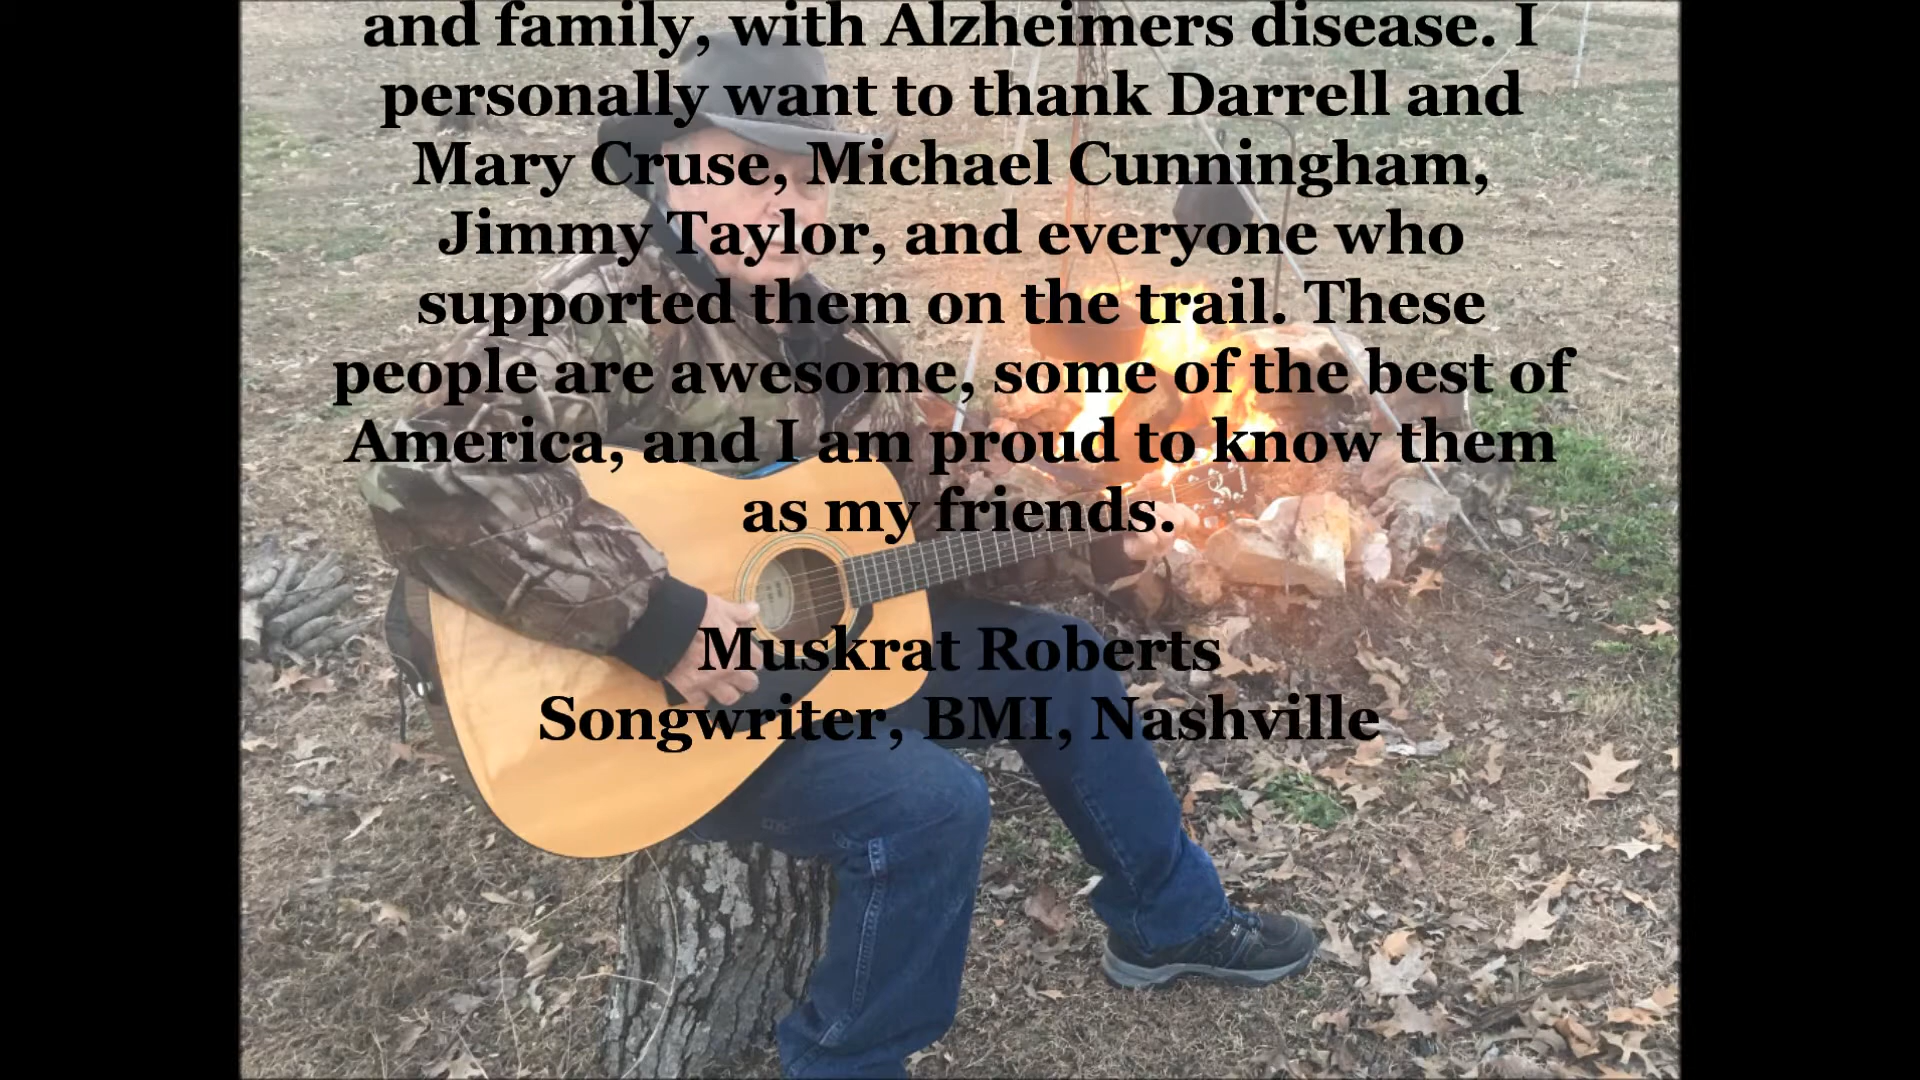 and family, with Alzheimers disease. I
personally want to thank Darrell and
Mary Cruse, Michael Cunningham,
Jimmy Taylor, and everyone who
supported them on the trail. These
people are awesome, some of the best of
America, and I am proud to know them
as my friends.
Muskrat Roberts
Songwriter, BMI, Nashville